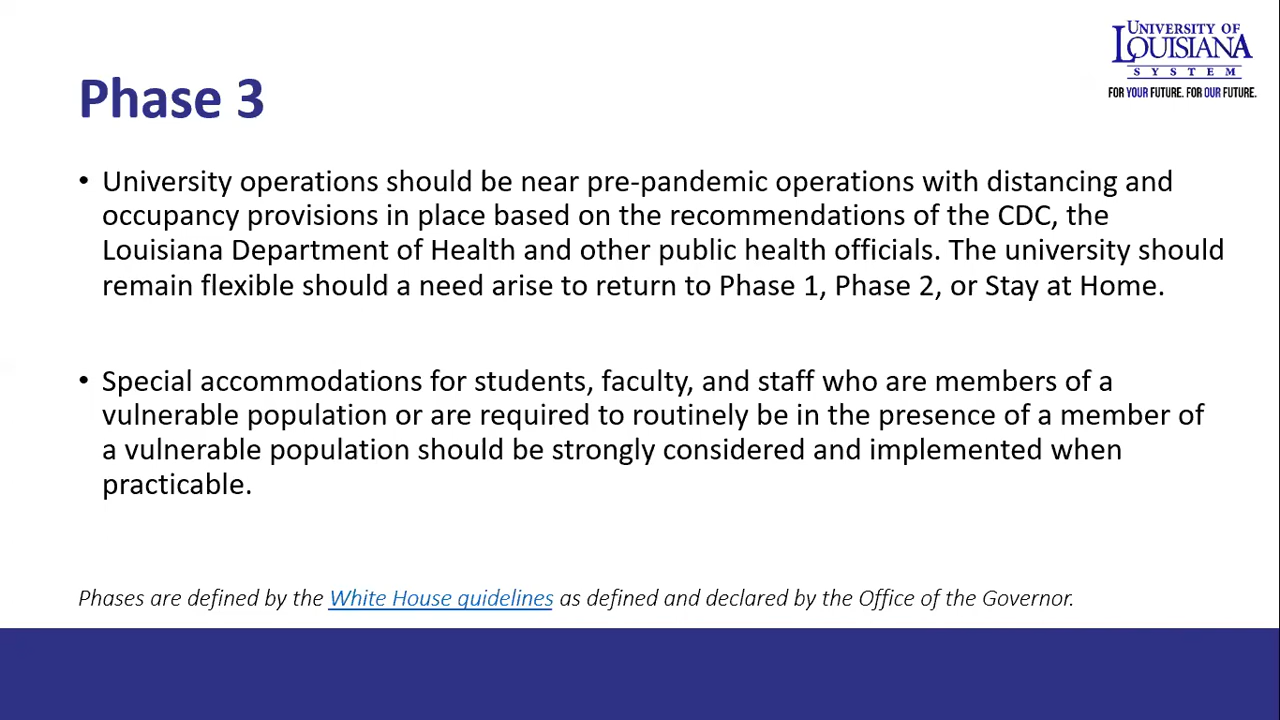 UNIVERSITY OF
LOUISIANA
SYSTEM
FOR YOUR FUTURE. FOR OUR FUTURE.
Phase 3
• University operations should be near pre-pandemic operations with distancing and
occupancy provisions in place based on the recommendations of the CDC, the
Louisiana Department of Health and other public health officials. The university should
remain flexible should a need arise to return to Phase 1, Phase 2, or Stay at Home.
• Special accommodations for students, faculty, and staff who are members of a
vulnerable population or are required to routinely be in the presence of a member of
a vulnerable population should be strongly considered and implemented when
practicable.
Phases are defined by the White House guidelines as defined and declared by the Office of the Governor.